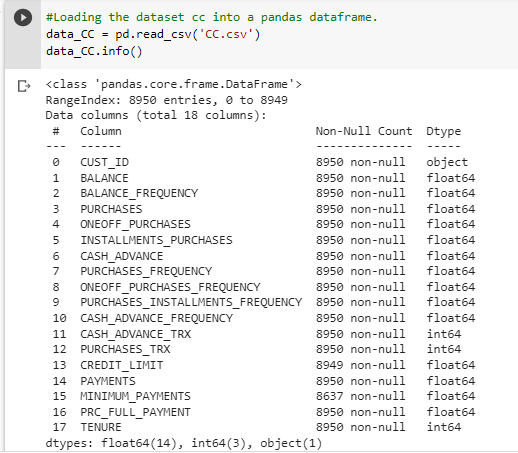 #Loading the dataset cc into a pandas dataframe.
data_CC = pd.read_csv('CC.csv')
data_CC.info()
<class 'pandas.core.frame.DataFrame'>
RangeIndex: 8950 entries, 0 to 8949
Data columns (total 18 columns):
 #   Column                            Non-Null Count  Dtype
---  ------                            --------------  -----
 0   CUST_ID                           8950 non-null   object
 1   BALANCE                           8950 non-null   float64
 2   BALANCE_FREQUENCY                 8950 non-null   float64
 3   PURCHASES                         8950 non-null   float64
 4   ONEOFF_PURCHASES                  8950 non-null   float64
 5   INSTALLMENTS_PURCHASES            8950 non-null   float64
 6   CASH_ADVANCE                      8950 non-null   float64
 7   PURCHASES_FREQUENCY               8950 non-null   float64
 8   ONEOFF_PURCHASES_FREQUENCY        8950 non-null   float64
 9   PURCHASES_INSTALLMENTS_FREQUENCY  8950 non-null   float64
 10  CASH_ADVANCE_FREQUENCY            8950 non-null   float64
 11  CASH_ADVANCE_TRX                  8950 non-null   int64
 12  PURCHASES_TRX                     8950 non-null   int64
 13  CREDIT_LIMIT                      8949 non-null   float64
 14  PAYMENTS                          8950 non-null   float64
 15  MINIMUM_PAYMENTS                  8637 non-null   float64
 16  PRC_FULL_PAYMENT                  8950 non-null   float64
 17  TENURE                            8950 non-null   int64
dtypes: float64(14), int64(3), object(1)